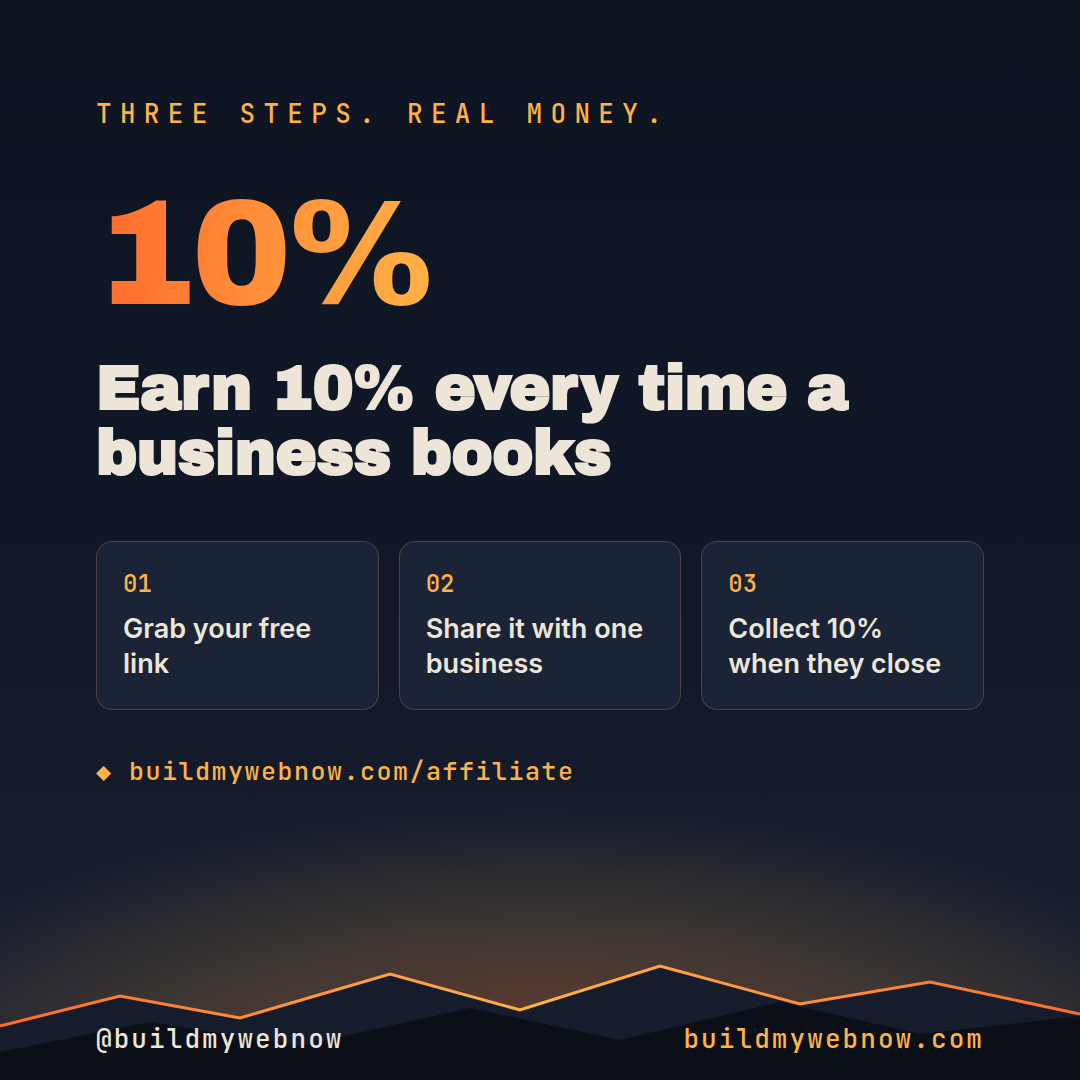 THREE STEPS. REAL MONEY.
10%
Earn 10% every time a
business books
01
Grab your free
link
02
Share it with one
business
03
Collect 10%
when they close
◆ buildmywebnow.com/affiliate
@buildmywebnow
buildmywebnow.com